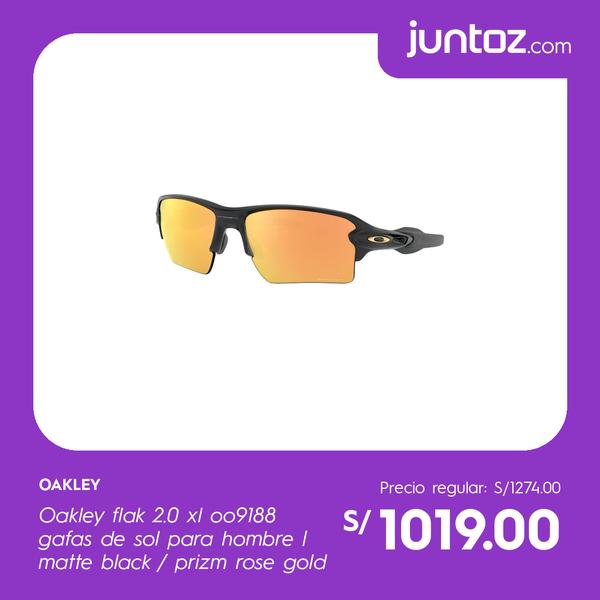 juntoz.com
OAKLEY
Oakley flak 2.0 xl oo9188
gafas de sol para hombre |
matte black / prizm rose gold
Precio regular: S/1274.00
S/ 1019.00